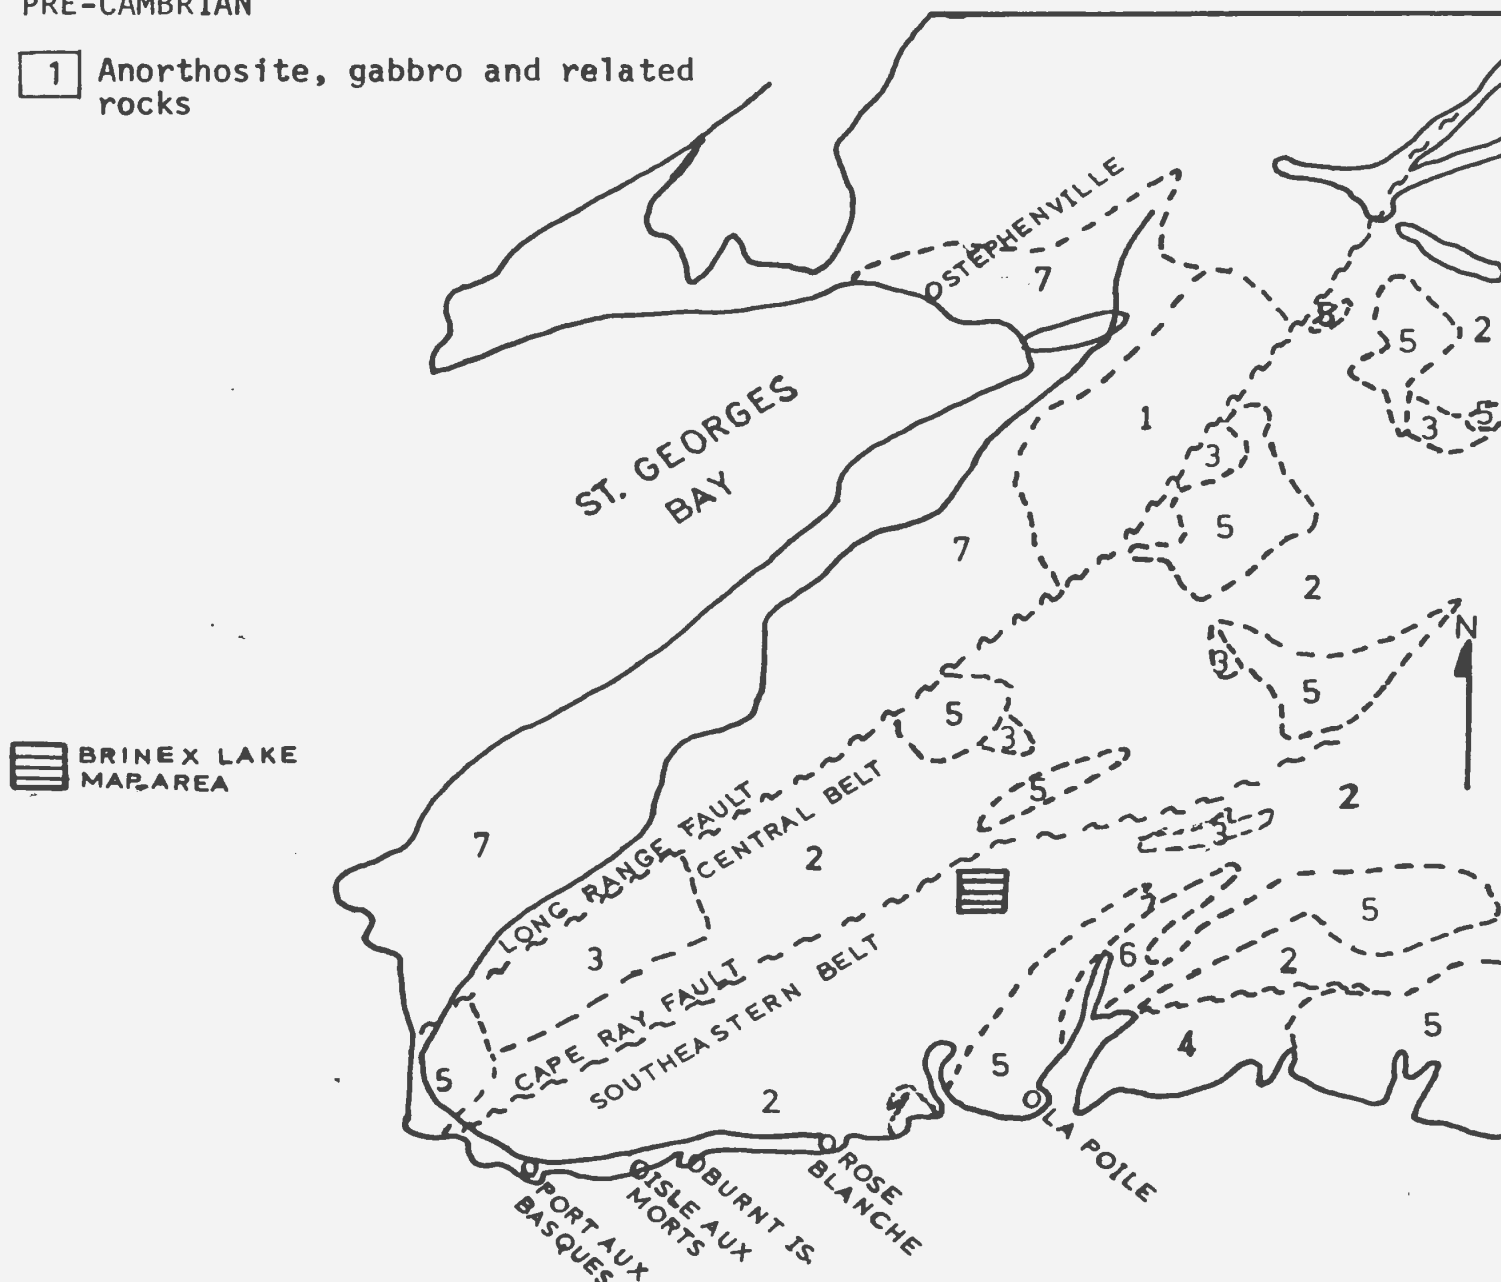 PRE-CAMBRIAN
1 Anorthosite, gabbro and related
rocks
STEPHENVILLE
7
8
5
2
ST. GEORGES
BAY
1
3
5
3
5
7
2
N
3
5
5
3
BRINEX LAKE
MAP-AREA
5
2
7
LONG RANGE FAULT
CENTRAL BELT
2
3
3
7
5
6
2
CAPE RAY FAULT
SOUTHEASTERN BELT
5
5
4
5
2
4
LA POILE
ROSE
BLANCHE
BURNT IS.
ISLE AUX
MORTS
PORT AUX
BASQUES